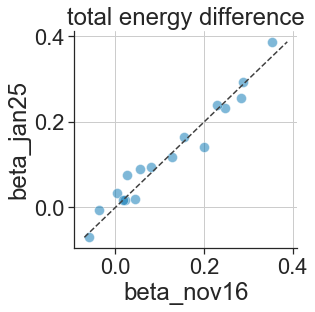 total energy difference
0.4
0.2
0.0
beta_jan25
0.0 0.2 0.4
beta_nov16